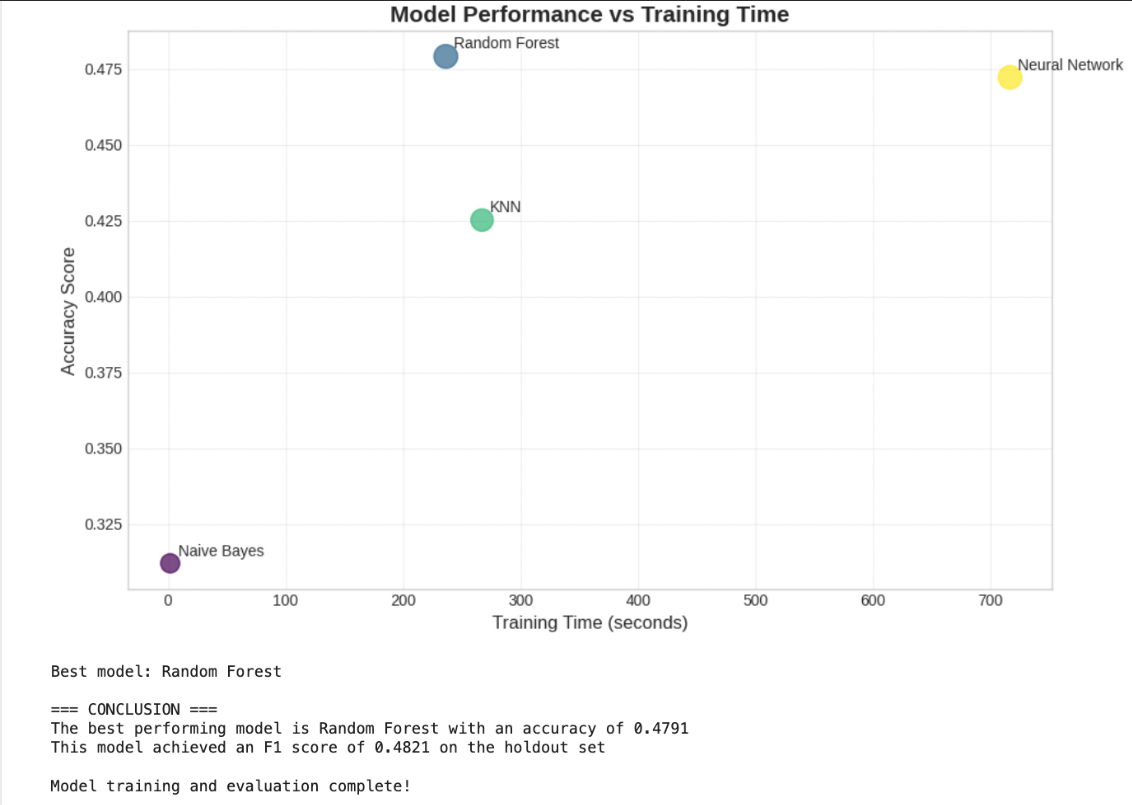 Model Performance vs Training Time
Random Forest
Neural Network
KNN
Naive Bayes
Accuracy Score
0.475
0.450
0.425
0.400
0.375
0.350
0.325
0 100 200 300 400 500 600 700
Training Time (seconds)
Best model: Random Forest
=== CONCLUSION ===
The best performing model is Random Forest with an accuracy of 0.4791
This model achieved an F1 score of 0.4821 on the holdout set
Model training and evaluation complete!